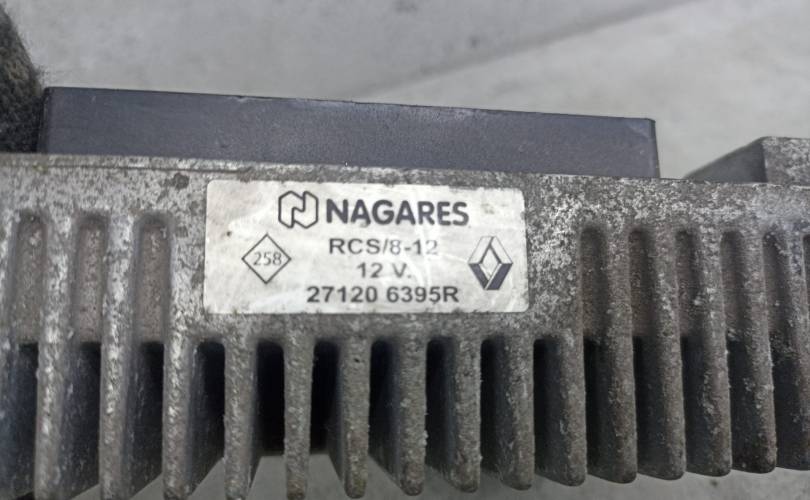 NAGARES
RCS/8-12
258
12 V.
27120 6395R